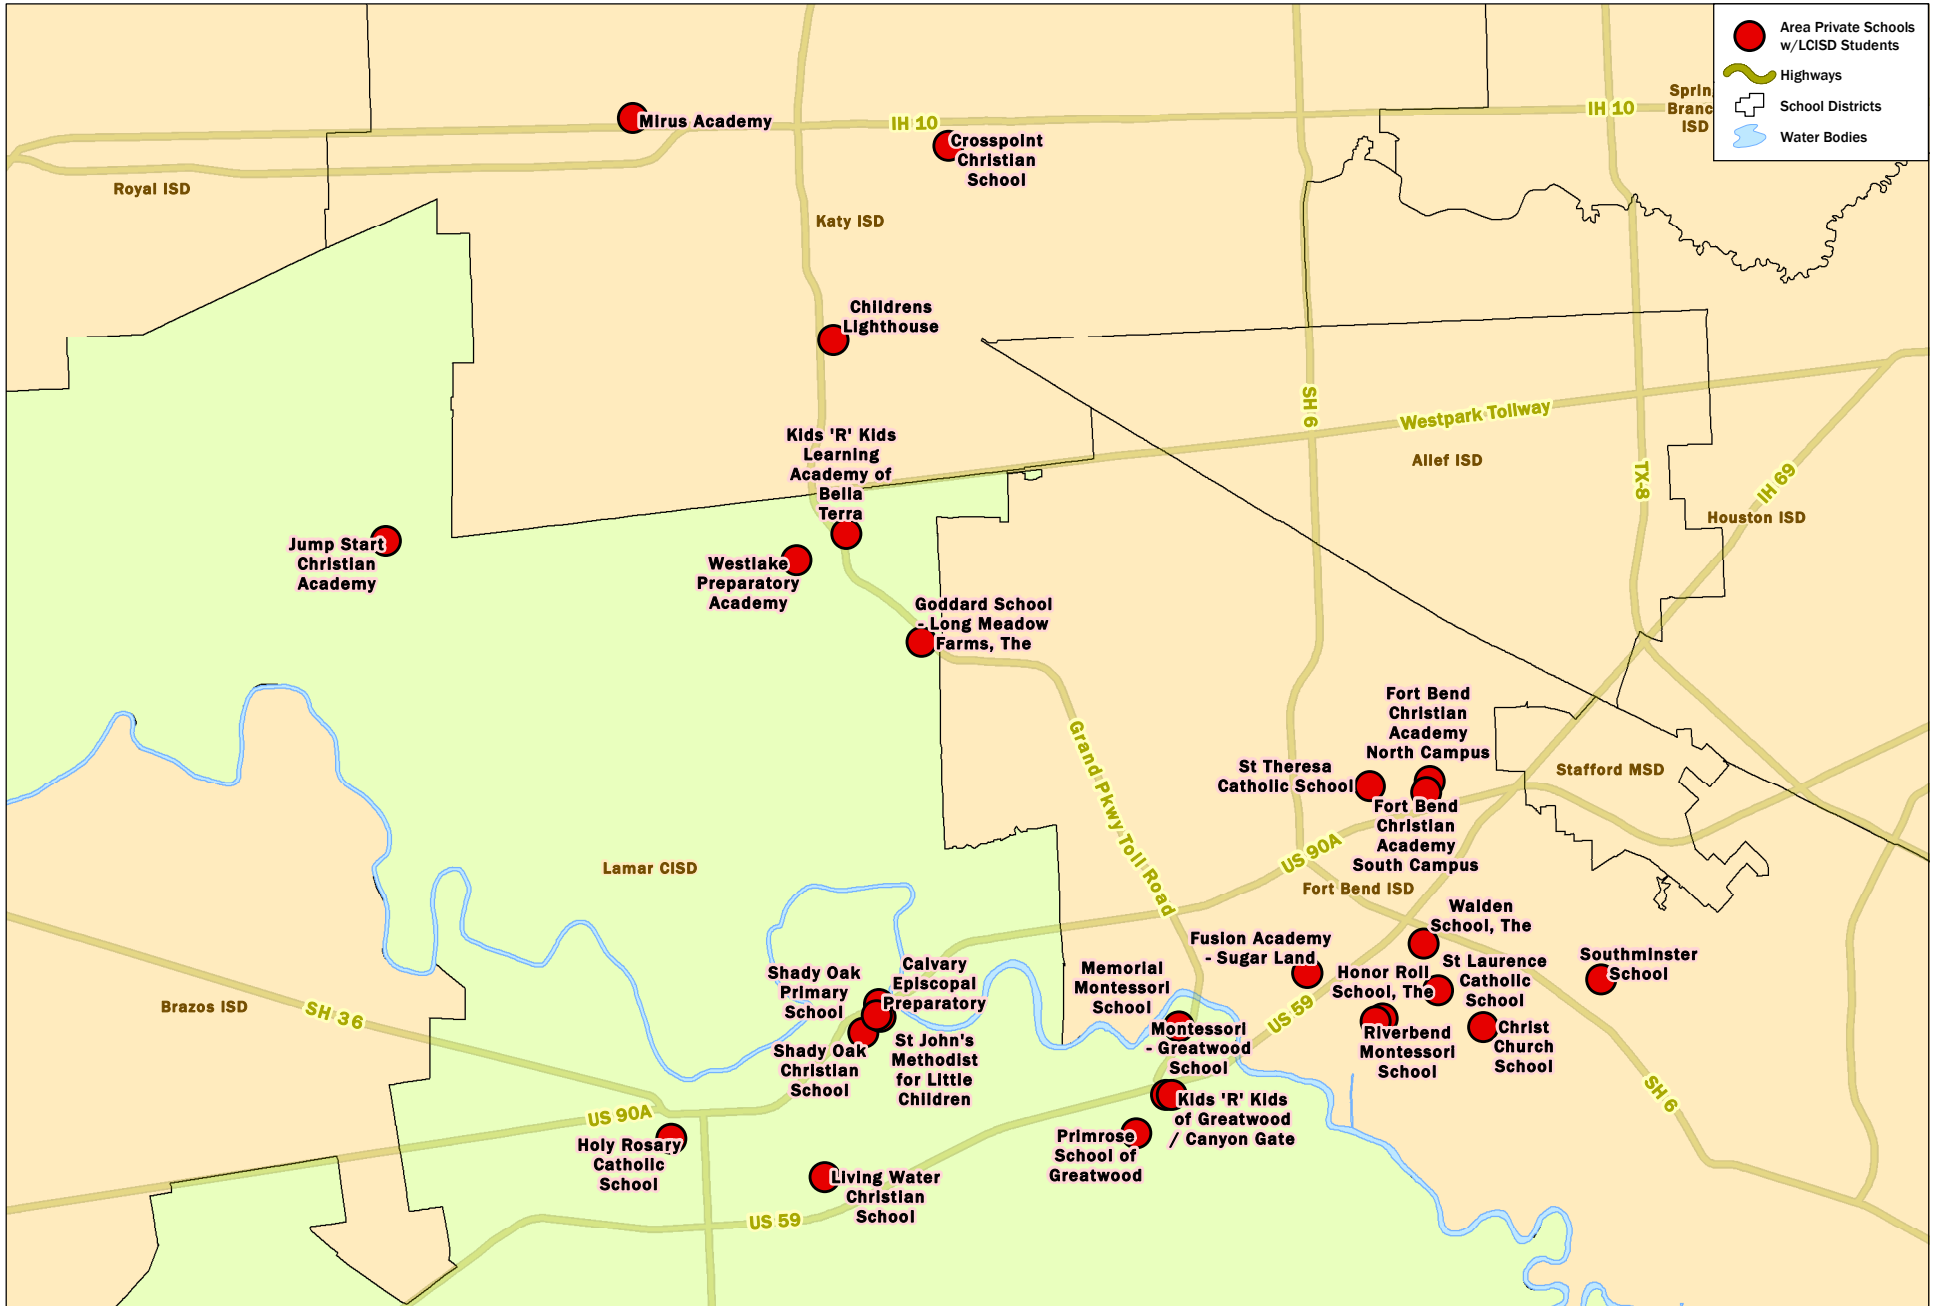 Area Private Schools
w/LCISD Students
Highways
School Districts
Water Bodies
Mirus Academy
IH 10
IH 10
Branc
ISD
Crosspoint
Christian
School
Royal ISD
Katy ISD
Childrens
Lighthouse
SH 6
Westpark Tollway
Kids 'R' Kids
Learning
Academy of
Bella
Terra
Alief ISD
TX-8
IH 69
Houston ISD
Jump Start
Christian
Academy
Westlake
Preparatory
Academy
Goddard School
- Long Meadow
Farms, The
Grand Pkwy Toll Road
Fort Bend
Christian
Academy
North Campus
St Theresa
Catholic School
Stafford MSD
Fort Bend
Christian
Academy
South Campus
US 90A
Lamar CISD
Fort Bend ISD
Walden
School, The
Fusion Academy
- Sugar Land
Southminster
School
Honor Roll
School, The
St Laurence
Catholic
School
Calvary
Episcopal
Preparatory
Shady Oak
Primary
School
Memorial
Montessori
School
Brazos ISD
SH 36
US 59
Montessori
- Greatwood
School
Riverbend
Montessori
School
Christ
Church
School
Shady Oak
Christian
School
St John's
Methodist
for Little
Children
SH 6
US 90A
Kids 'R' Kids
of Greatwood
/ Canyon Gate
Primrose
School of
Greatwood
Holy Rosary
Catholic
School
Living Water
Christian
School
US 59